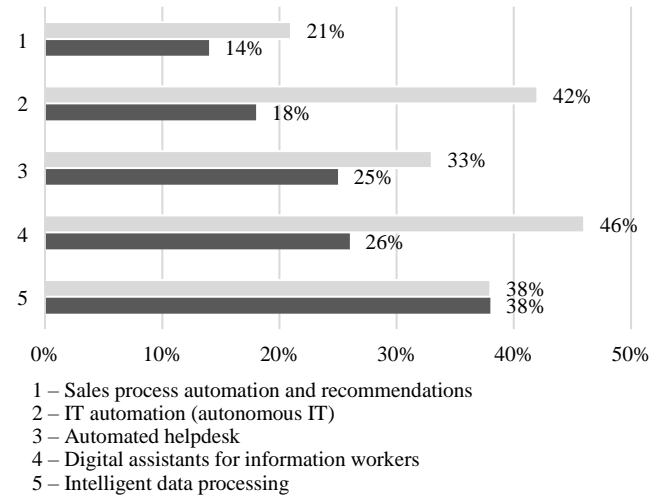 1
21%
14%
2
42%
18%
3
33%
25%
4
46%
26%
5
38%
38%
0% 10% 20% 30% 40% 50%
1 – Sales process automation and recommendations
2 – IT automation (autonomous IT)
3 – Automated helpdesk
4 – Digital assistants for information workers
5 – Intelligent data processing